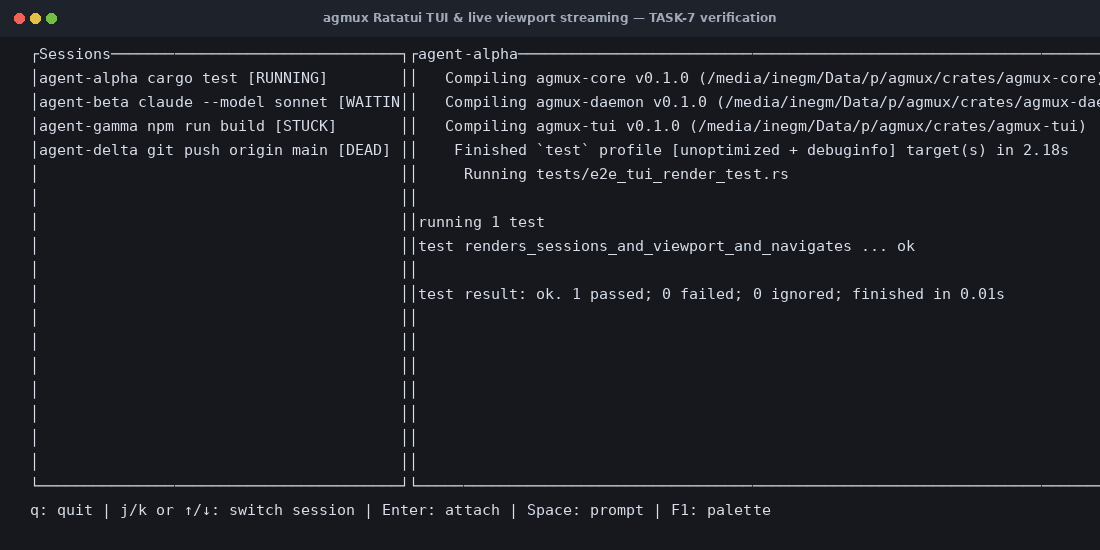 agmux Ratatui TUI & live viewport streaming — TASK-7 verification
Sessions
agent-alpha cargo test [RUNNING]
agent-beta claude --model sonnet [WAITIN
agent-gamma npm run build [STUCK]
agent-delta git push origin main [DEAD]
agent-alpha
Compiling agmux-core v0.1.0 (/media/inegm/Data/p/agmux/crates/agmux-core)
Compiling agmux-daemon v0.1.0 (/media/inegm/Data/p/agmux/crates/agmux-dae
Compiling agmux-tui v0.1.0 (/media/inegm/Data/p/agmux/crates/agmux-tui)
Finished `test` profile [unoptimized + debuginfo] target(s) in 2.18s
Running tests/e2e_tui_render_test.rs
running 1 test
test renders_sessions_and_viewport_and_navigates ... ok
test result: ok. 1 passed; 0 failed; 0 ignored; finished in 0.01s
q: quit | j/k or ↑/↓: switch session | Enter: attach | Space: prompt | F1: palette